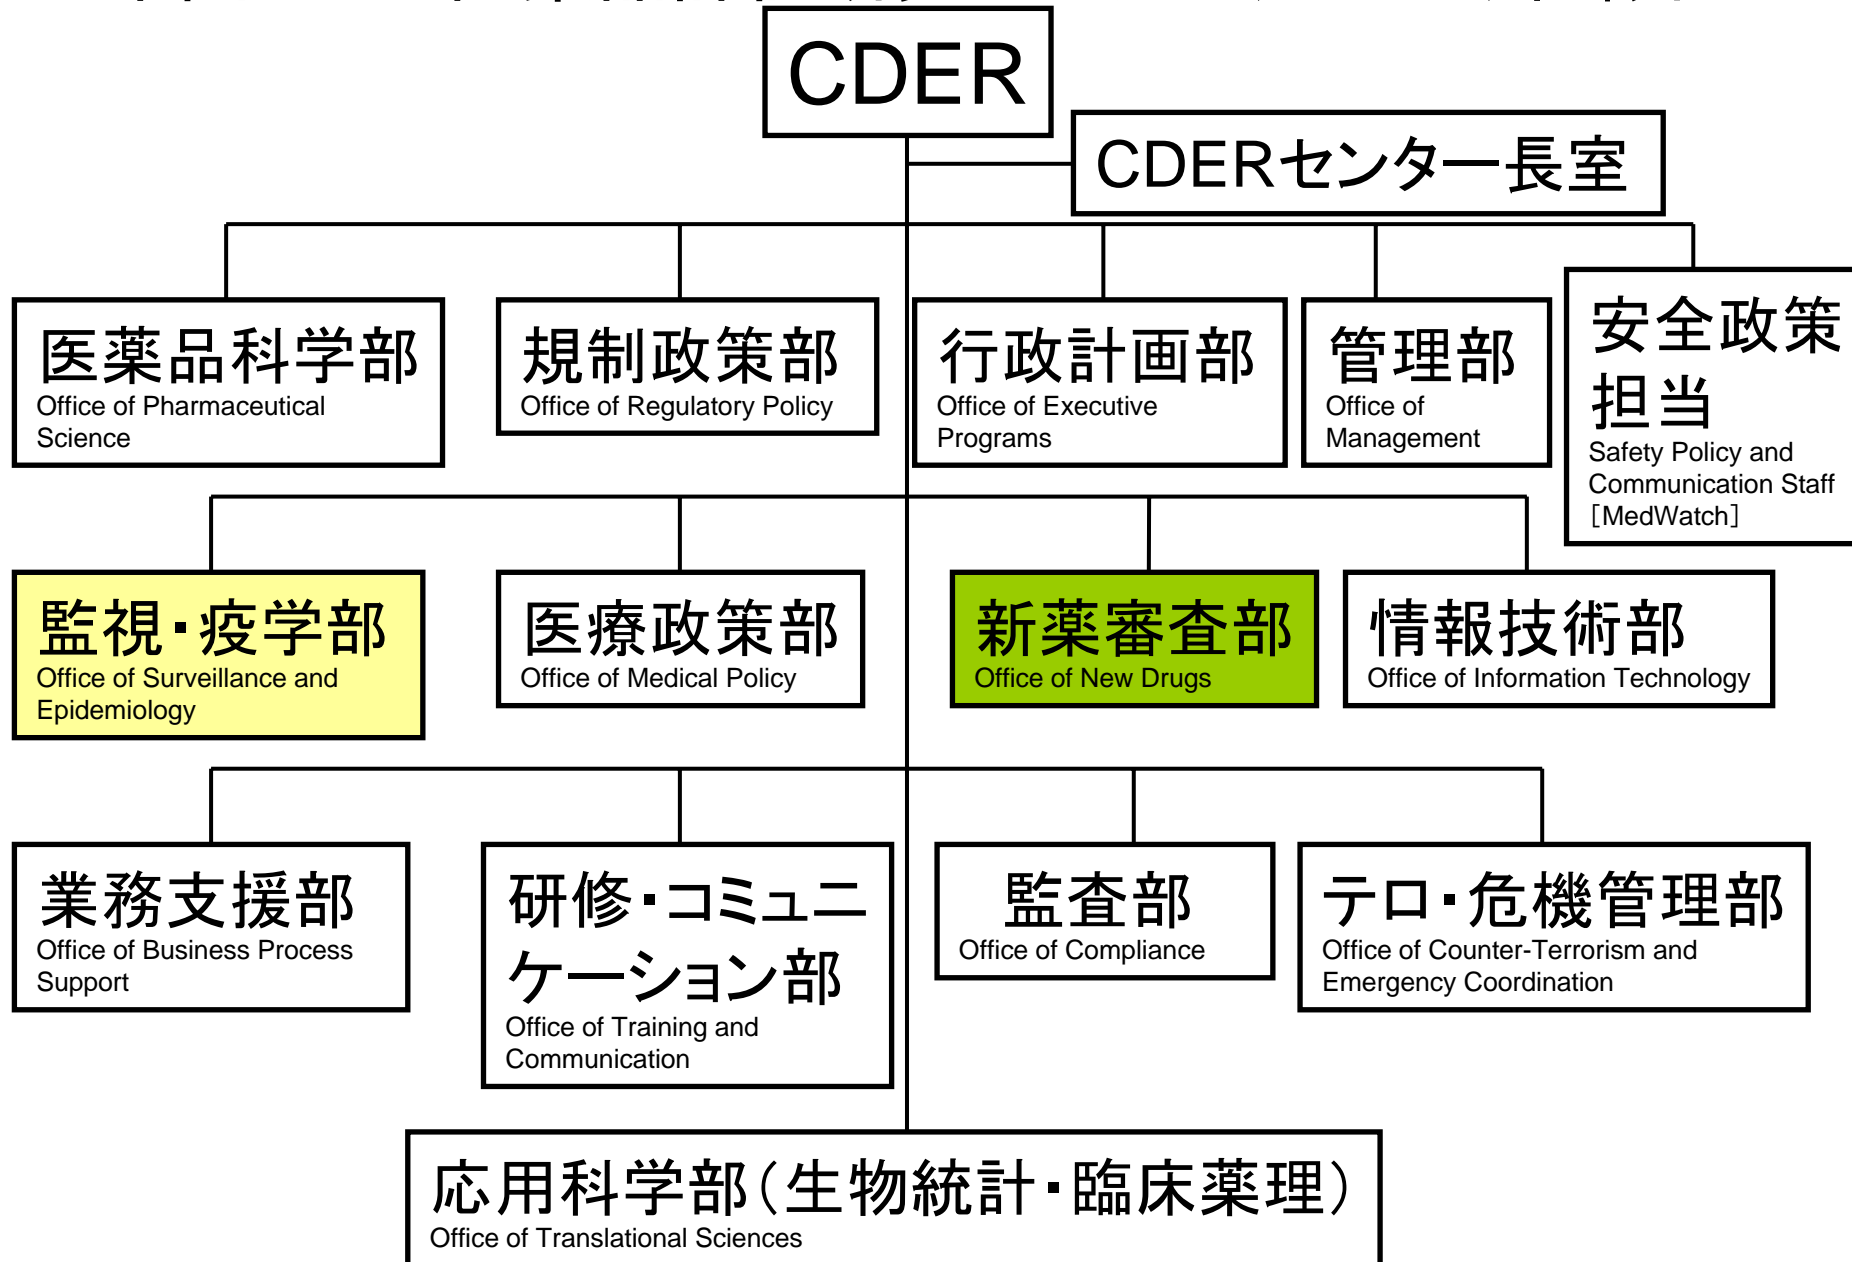 CDER
CDERセンター長室
医薬品科学部
Office of Pharmaceutical
Science
規制政策部
Office of Regulatory Policy
行政計画部
Office of Executive
Programs
管理部
Office of
Management
安全政策
担当
Safety Policy and
Communication Staff
［MedWatch］
監視・疫学部
Office of Surveillance and
Epidemiology
医療政策部
Office of Medical Policy
新薬審査部
Office of New Drugs
情報技術部
Office of Information Technology
業務支援部
Office of Business Process
Support
研修・コミュニ
ケーション部
Office of Training and
Communication
監査部
Office of Compliance
テロ・危機管理部
Office of Counter-Terrorism and
Emergency Coordination
応用科学部（生物統計・臨床薬理）
Office of Translational Sciences